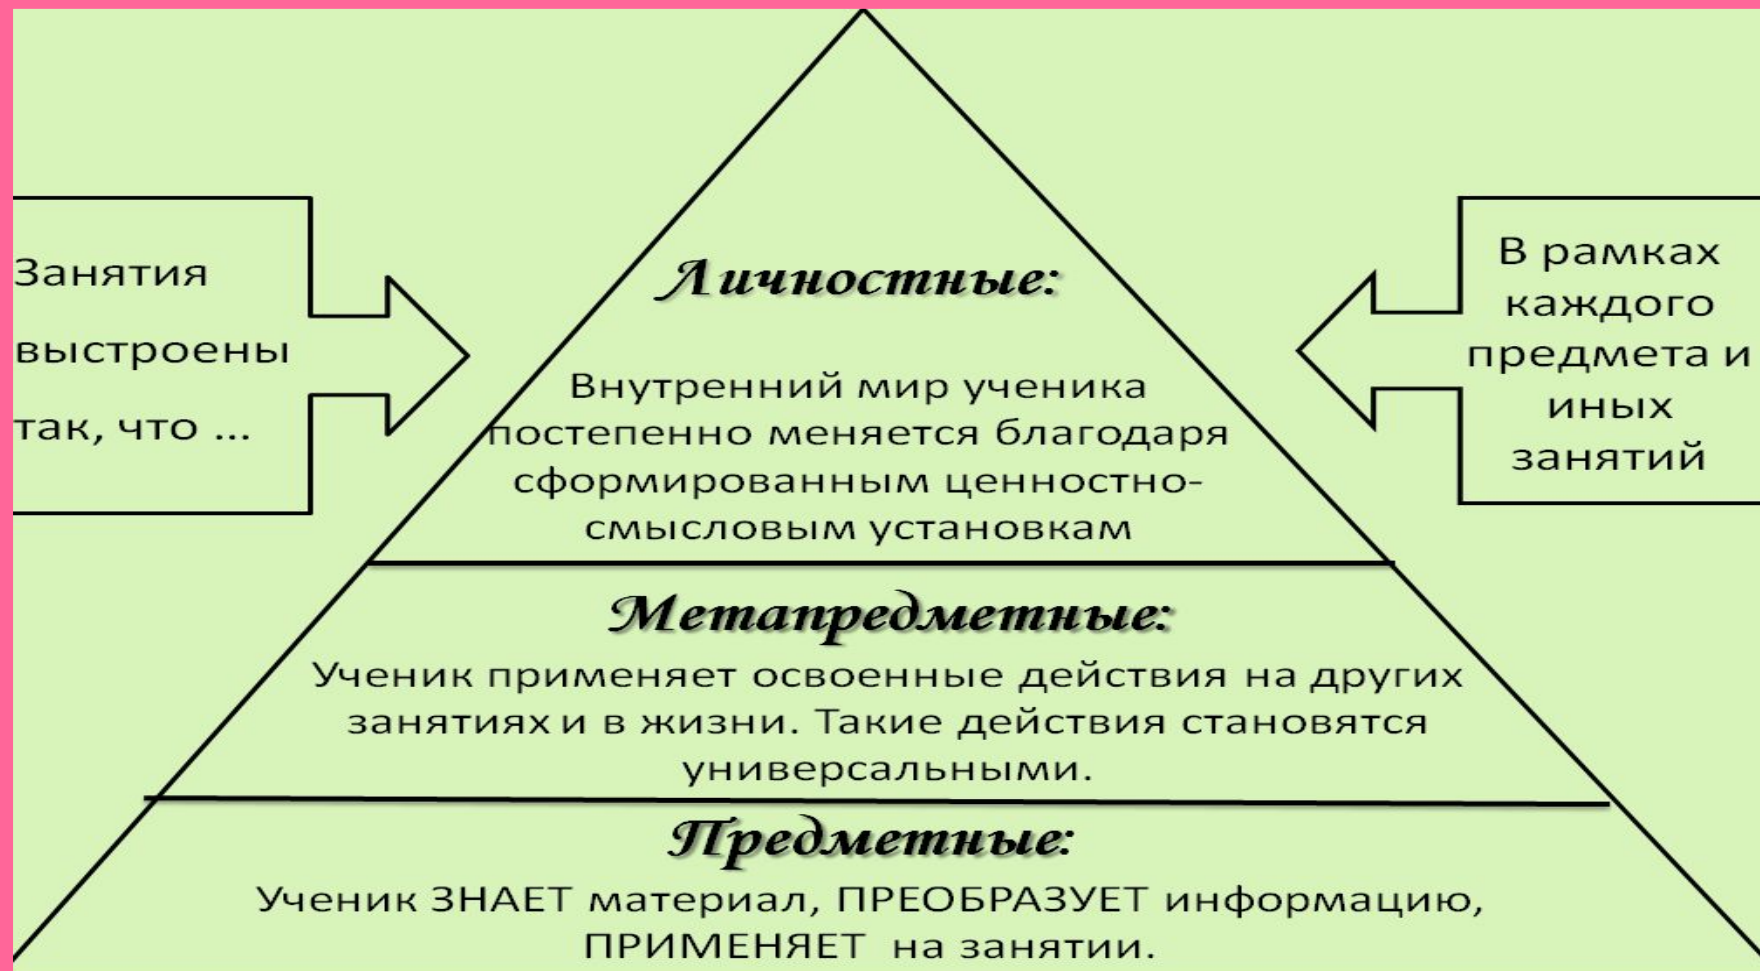 Занятия
выстроены
так, что ...
Личностные:
Внутренний мир ученика
постепенно меняется благодаря
сформированным ценностно-
смысловым установкам
В рамках
каждого
предмета и
иных
занятий
Метапредметные:
Ученик применяет освоенные действия на других
занятиях и в жизни. Такие действия становятся
универсальными.
Предметные:
Ученик ЗНАЕТ материал, ПРЕОБРАЗУЕТ информацию,
ПРИМЕНЯЕТ на занятии.